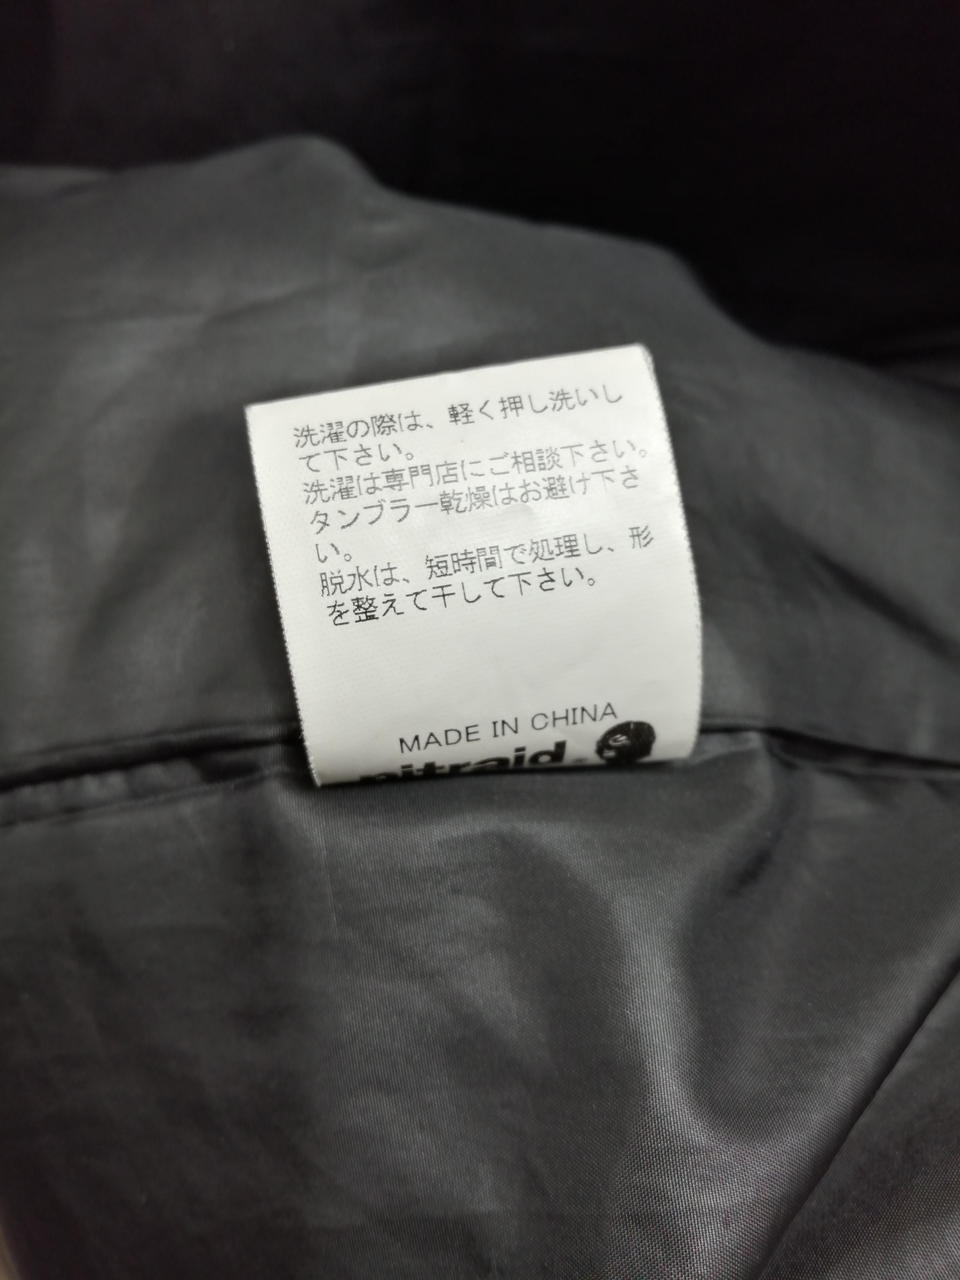 洗濯の際は、軽く押し洗いし
て下さい。
洗濯は専門店にご相談下さい。
タンブラー乾燥はお避け下さ
い。
脱水は、短時間で処理し、形
を整えて干して下さい。
MADE IN CHINA
nitraid